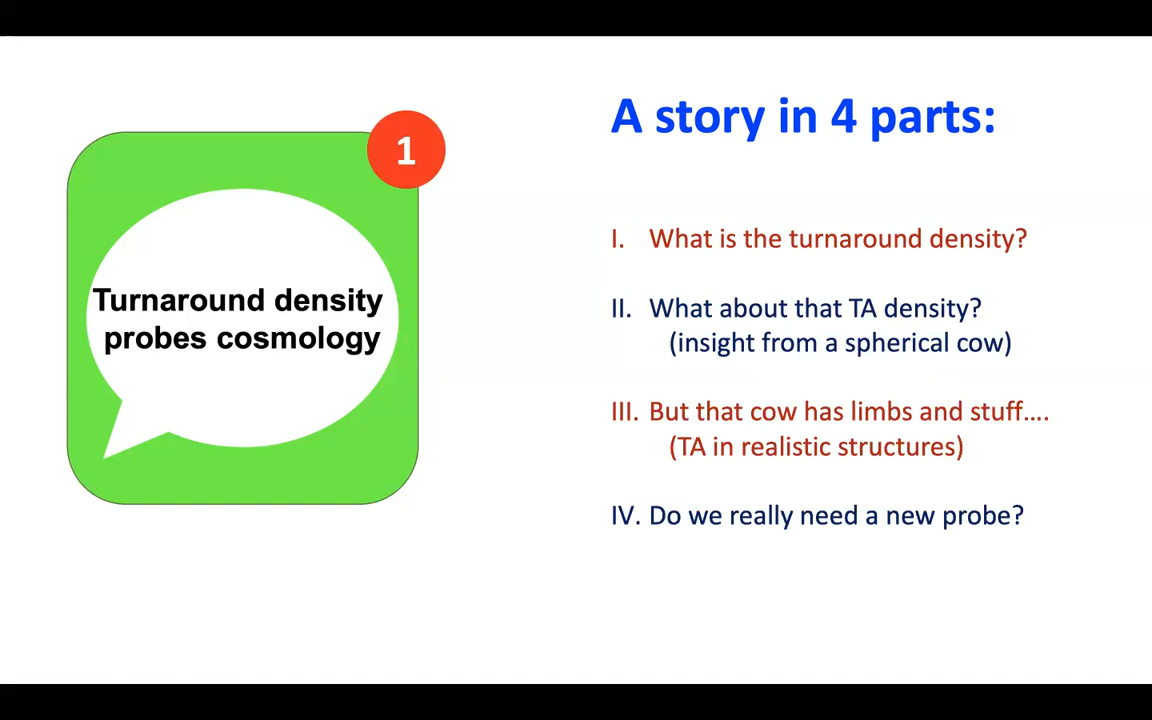 1
Turnaround density
probes cosmology
A story in 4 parts:
I. What is the turnaround density?
II. What about that TA density?
(insight from a spherical cow)
III. But that cow has limbs and stuff....
(TA in realistic structures)
IV. Do we really need a new probe?